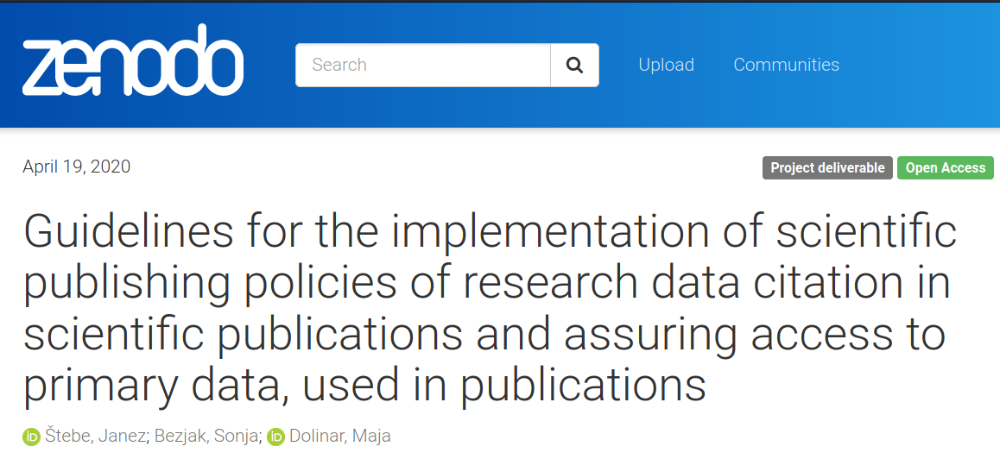 zenodo
Search
Upload
Communities
April 19, 2020
Project deliverable
Open Access
Guidelines for the implementation of scientific
publishing policies of research data citation in
scientific publications and assuring access to
primary data, used in publications
iD Štebe, Janez; Bezjak, Sonja; iD Dolinar, Maja